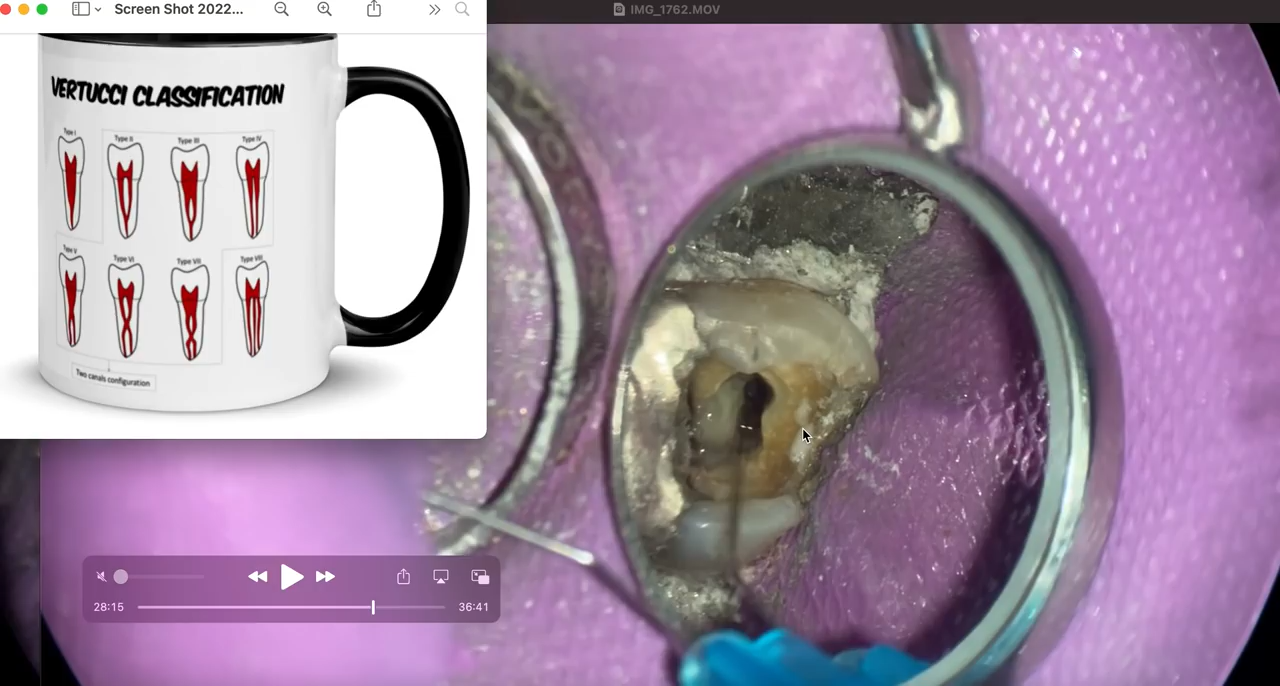 Screen Shot 2022...
IMG_1762.MOV
VERTUCCI CLASSIFICATION
Type I
Type II
Type III
Type IV
Type V
Type VI
Type VII
Type VIII
Two canals configuration
28:15
36:41